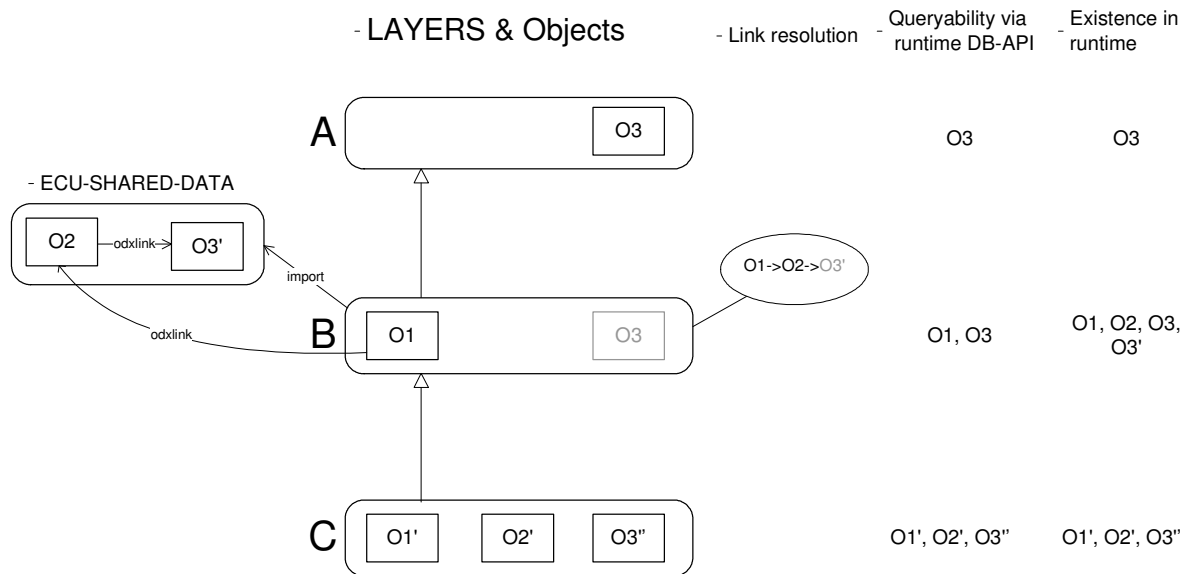 - LAYERS & Objects
- Link resolution
- Queryability via
runtime DB-API
- Existence in
runtime
A
O3
O3
O3
- ECU-SHARED-DATA
O2
odxlink
O3'
import
odxlink
O1->O2->O3'
B
O1
O3
O1, O3
O1, O2, O3,
O3'
C
O1'
O2'
O3''
O1', O2', O3''
O1', O2', O3''